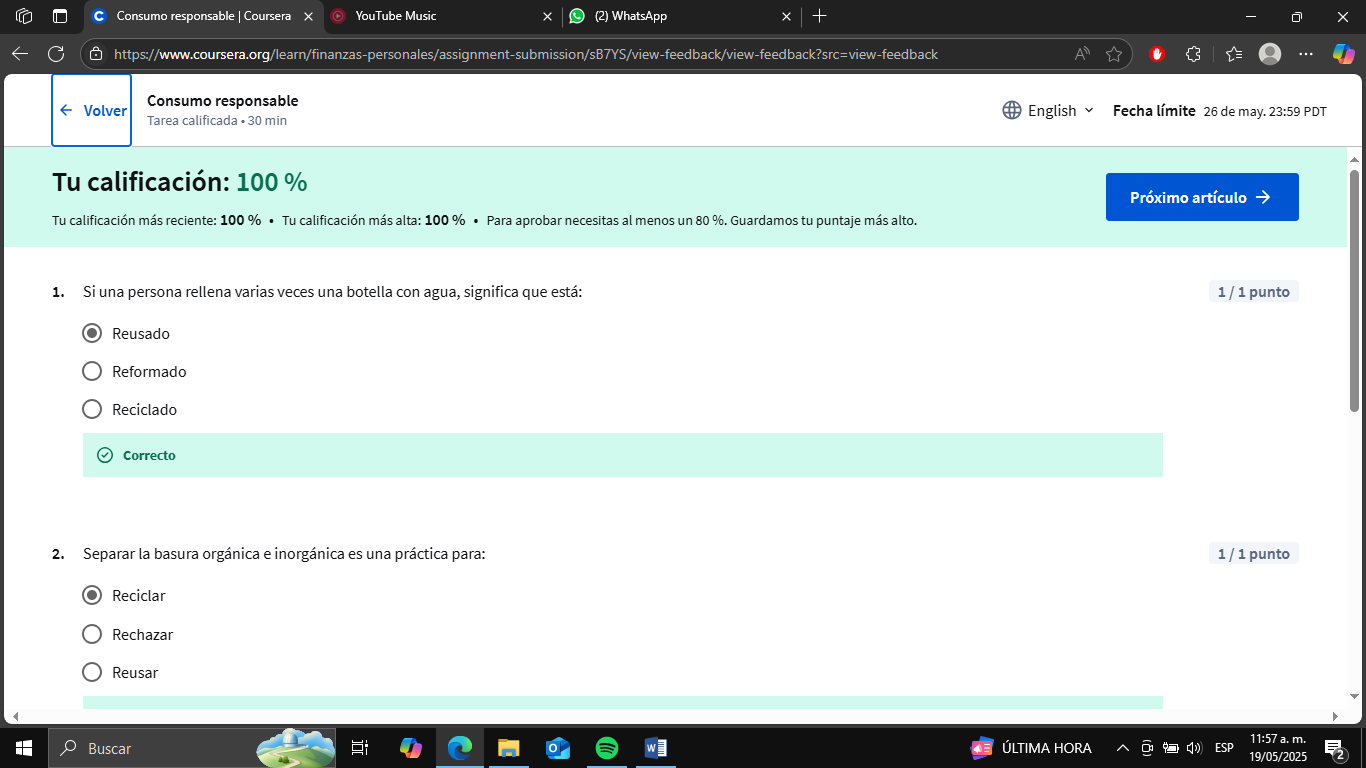 Consumo responsable | Coursera
YouTube Music
(2) WhatsApp
https://www.coursera.org/learn/finanzas-personales/assignment-submission/sB7YS/view-feedback/view-feedback?src=view-feedback
Volver
Consumo responsable
Tarea calificada • 30 min
English
Fecha límite 26 de may. 23:59 PDT
Tu calificación: 100 %
Tu calificación más reciente: 100 % • Tu calificación más alta: 100 % • Para aprobar necesitas al menos un 80 %. Guardamos tu puntaje más alto.
Próximo artículo
1. Si una persona rellena varias veces una botella con agua, significa que está:
1 / 1 punto
Reusado
Reformado
Reciclado
Correcto
2. Separar la basura orgánica e inorgánica es una práctica para:
1 / 1 punto
Reciclar
Rechazar
Reusar
Buscar
ÚLTIMA HORA
ESP
11:57 a. m.
19/05/2025
2